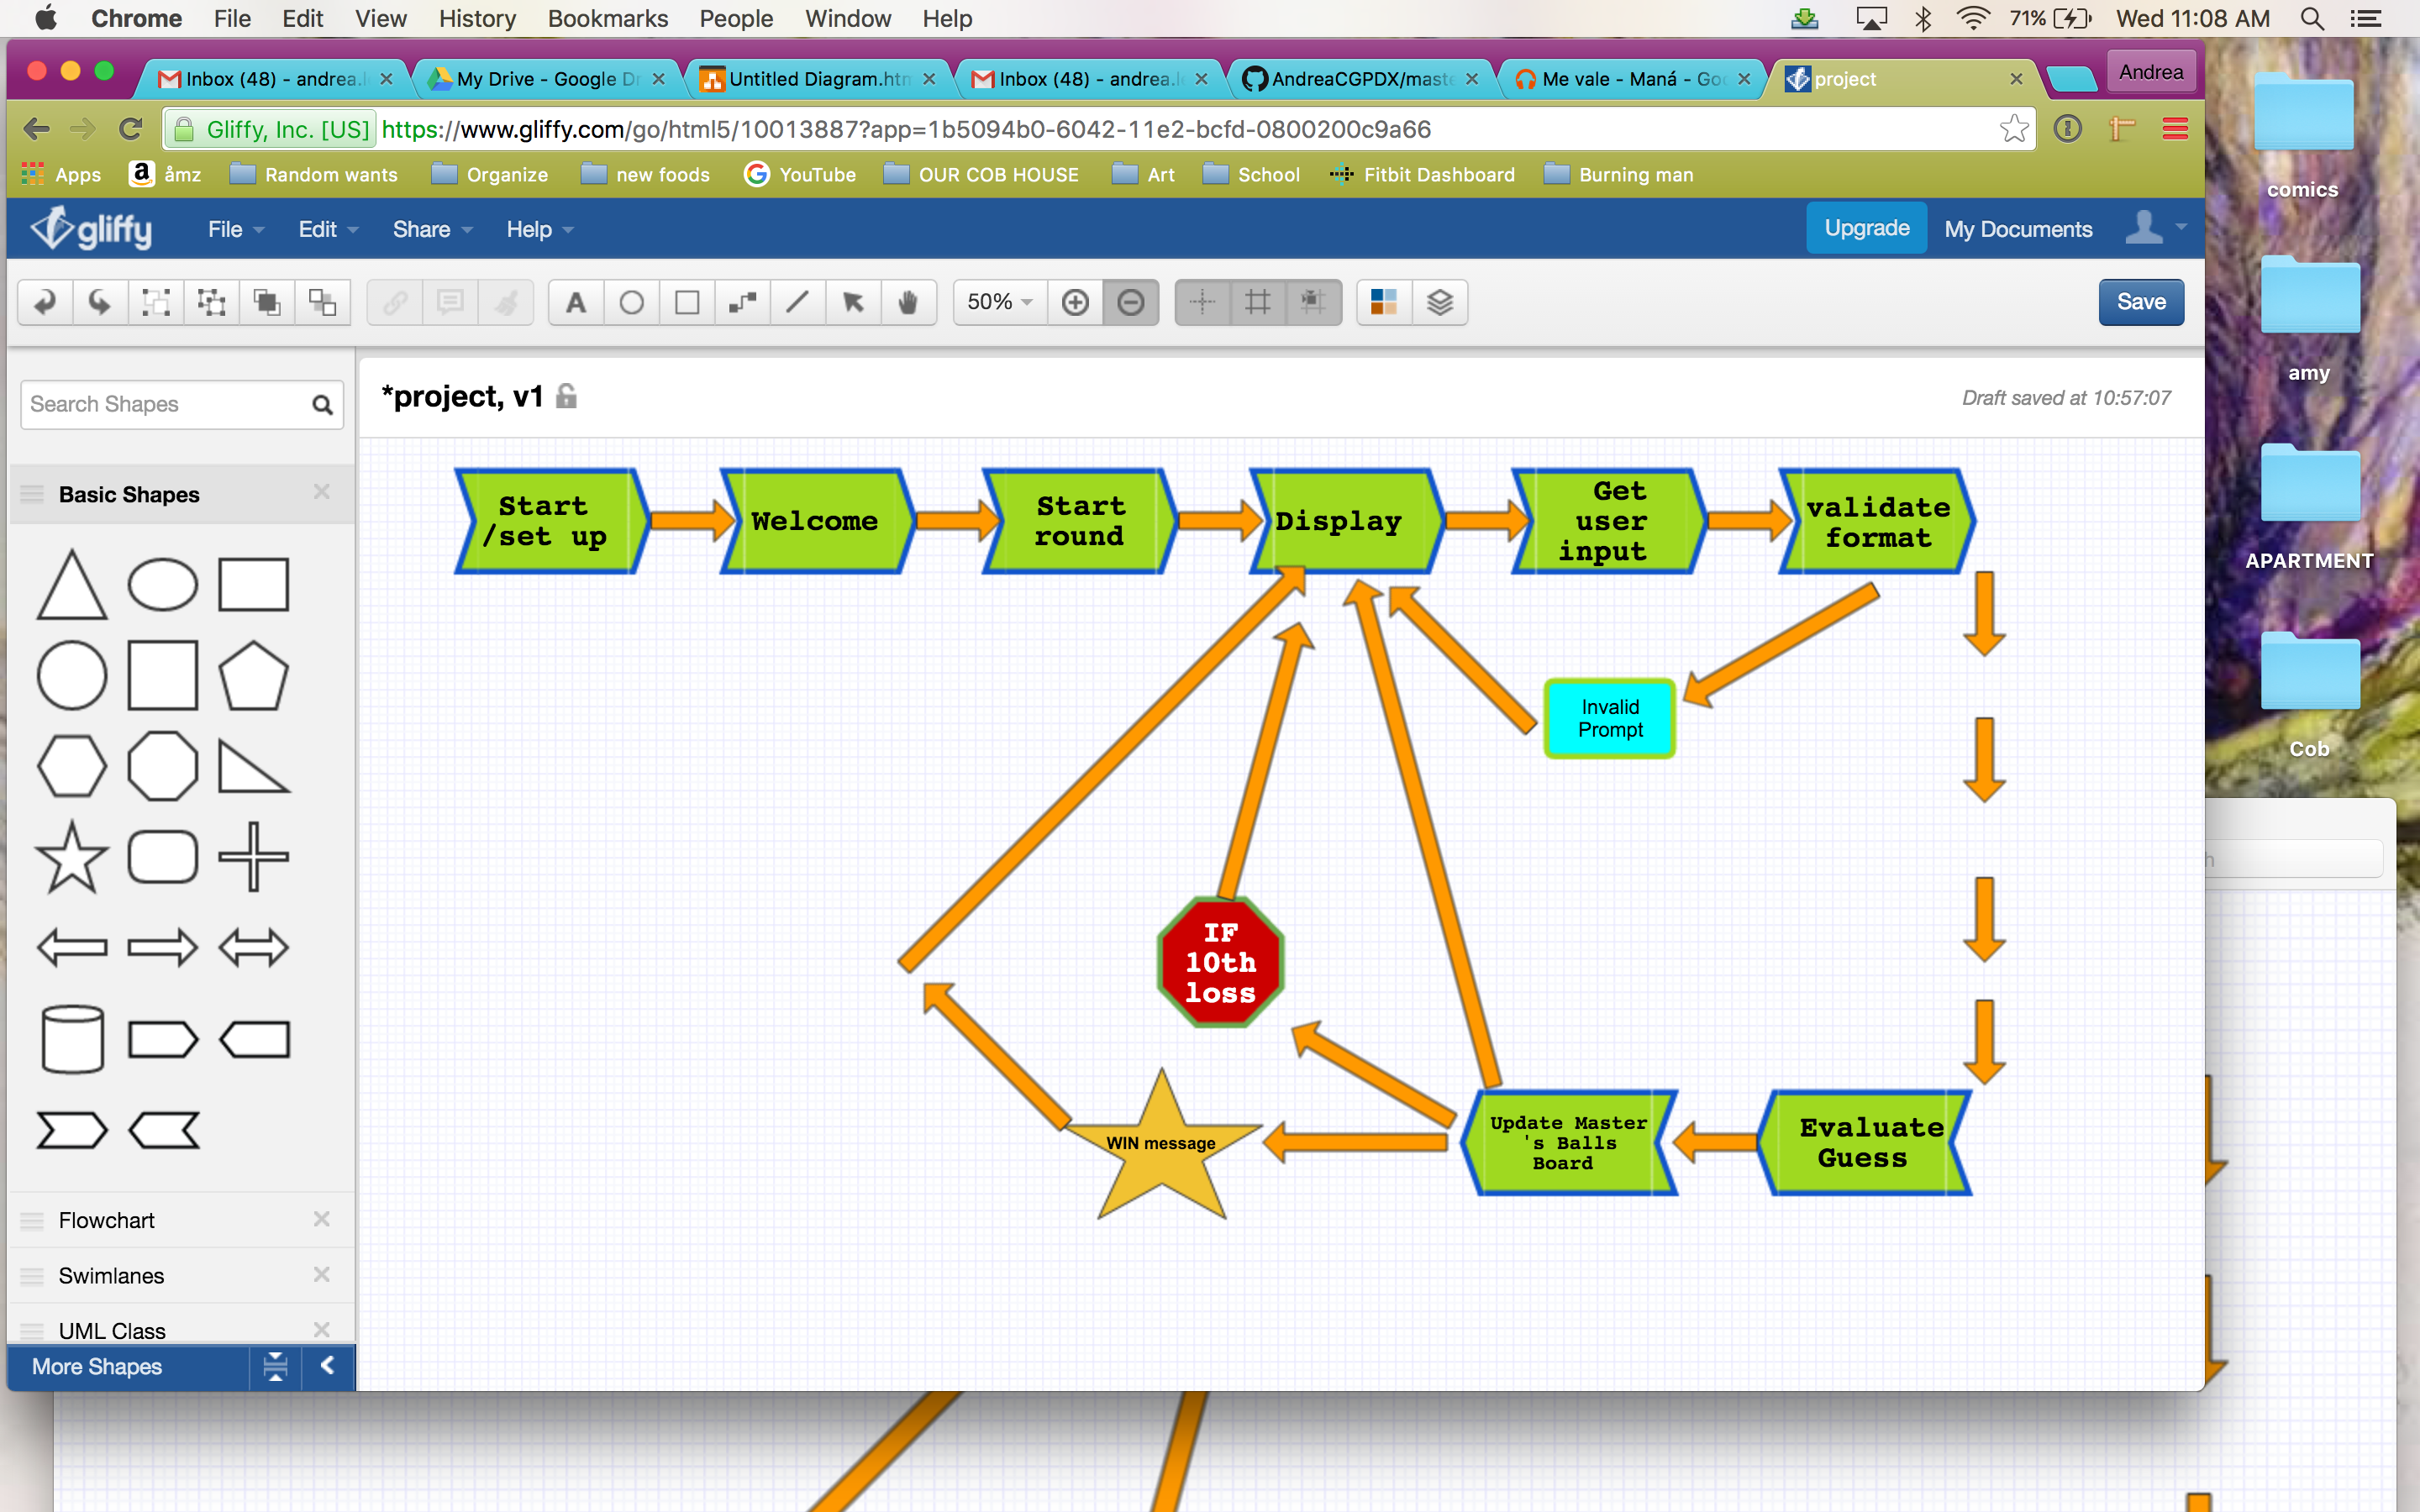 Chrome File Edit View History Bookmarks People Window Help 71% Wed 11:08 AM
Inbox (48) - andrea.l My Drive - Google Dr Untitled Diagram.htm Inbox (48) - andrea.l AndreaCGPDX/maste Me vale - Maná - Goo project Andrea
Gliffy, Inc. [US] https://www.gliffy.com/go/html5/10013887?app=1b5094b0-6042-11e2-bcfd-0800200c9a66
Apps åmz Random wants Organize new foods YouTube OUR COB HOUSE Art School Fitbit Dashboard Burning man
gliffy File Edit Share Help Upgrade My Documents
50% Save
Search Shapes
*project, v1
Draft saved at 10:57:07
Basic Shapes
Flowchart
Swimlanes
UML Class
More Shapes
Start
/set up
Welcome
Start
round
Display
Get
user
input
validate
format
Invalid
Prompt
IF
10th
loss
WIN message
Update Master
's Balls
Board
Evaluate
Guess
comics
amy
APARTMENT
Cob